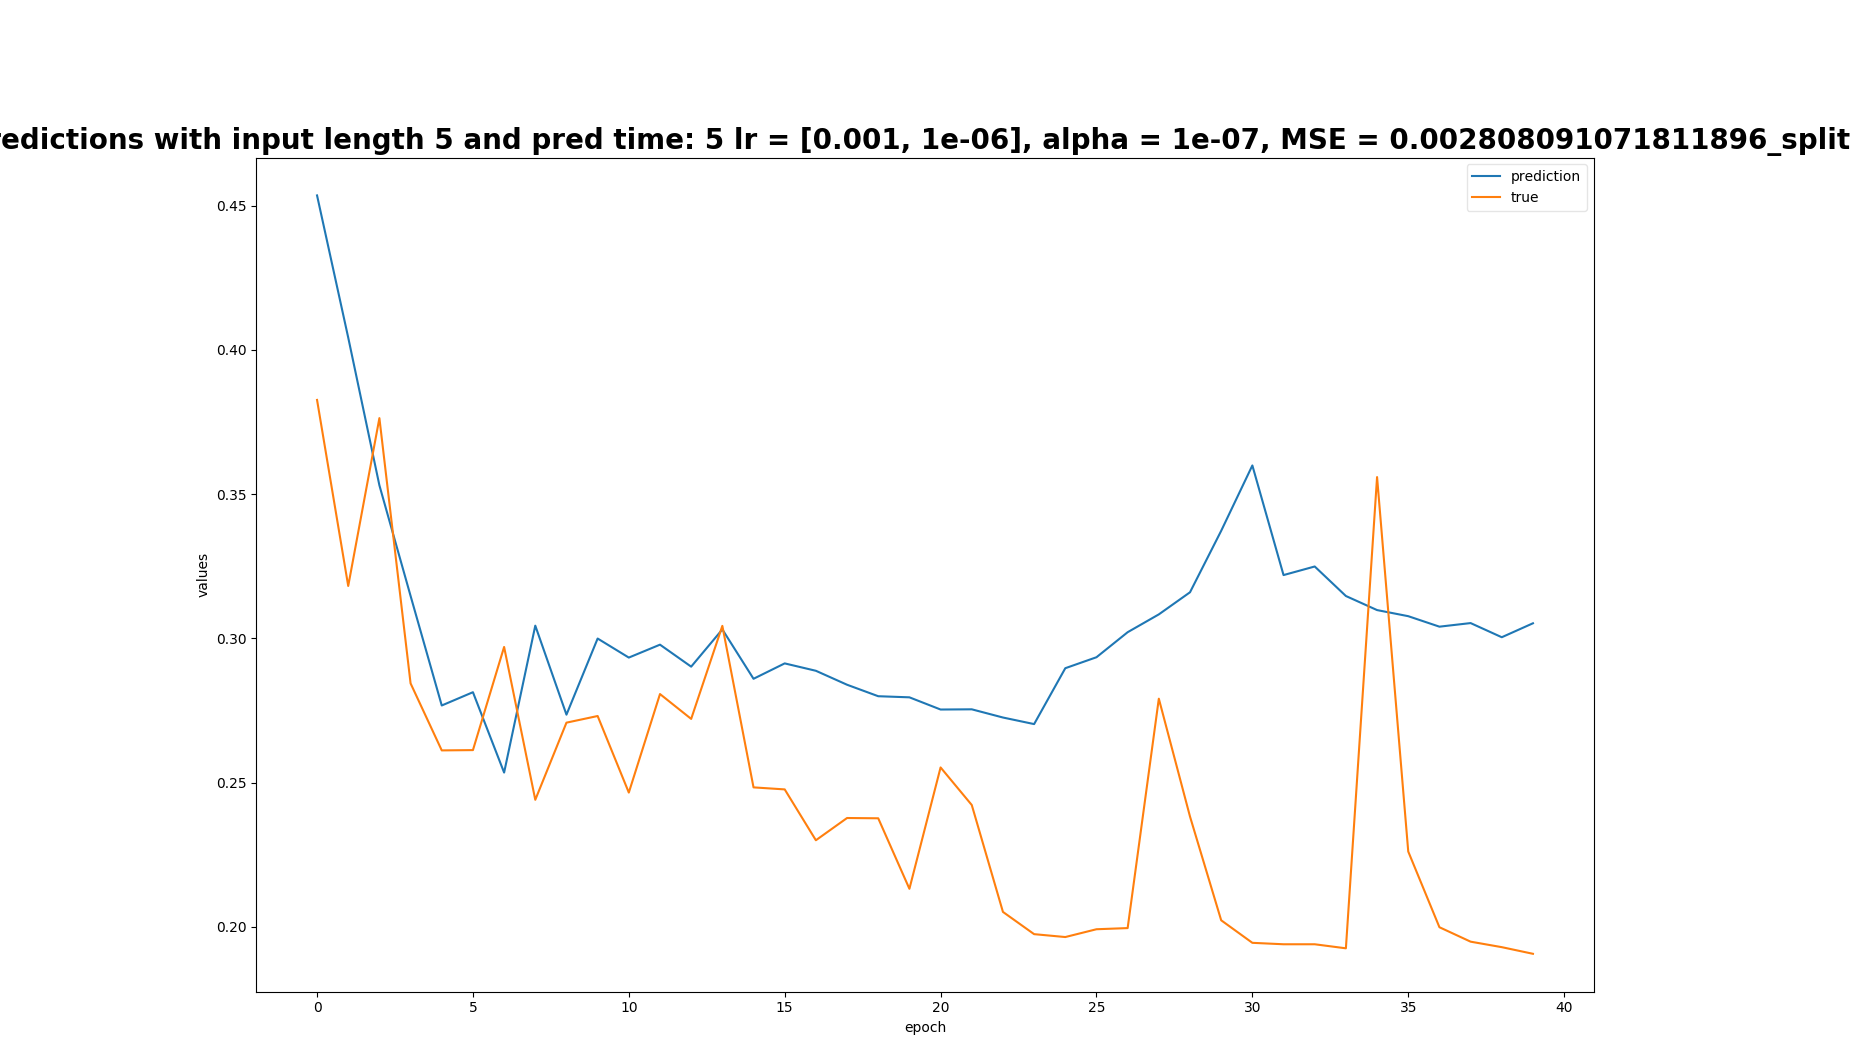 redictions with input length 5 and pred time: 5 lr = [0.001, 1e-06], alpha = 1e-07, MSE = 0.002808091071811896_split
prediction
true
0.45
0.40
0.35
0.30
0.25
0.20
values
0 5 10 15 20 25 30 35 40
epoch